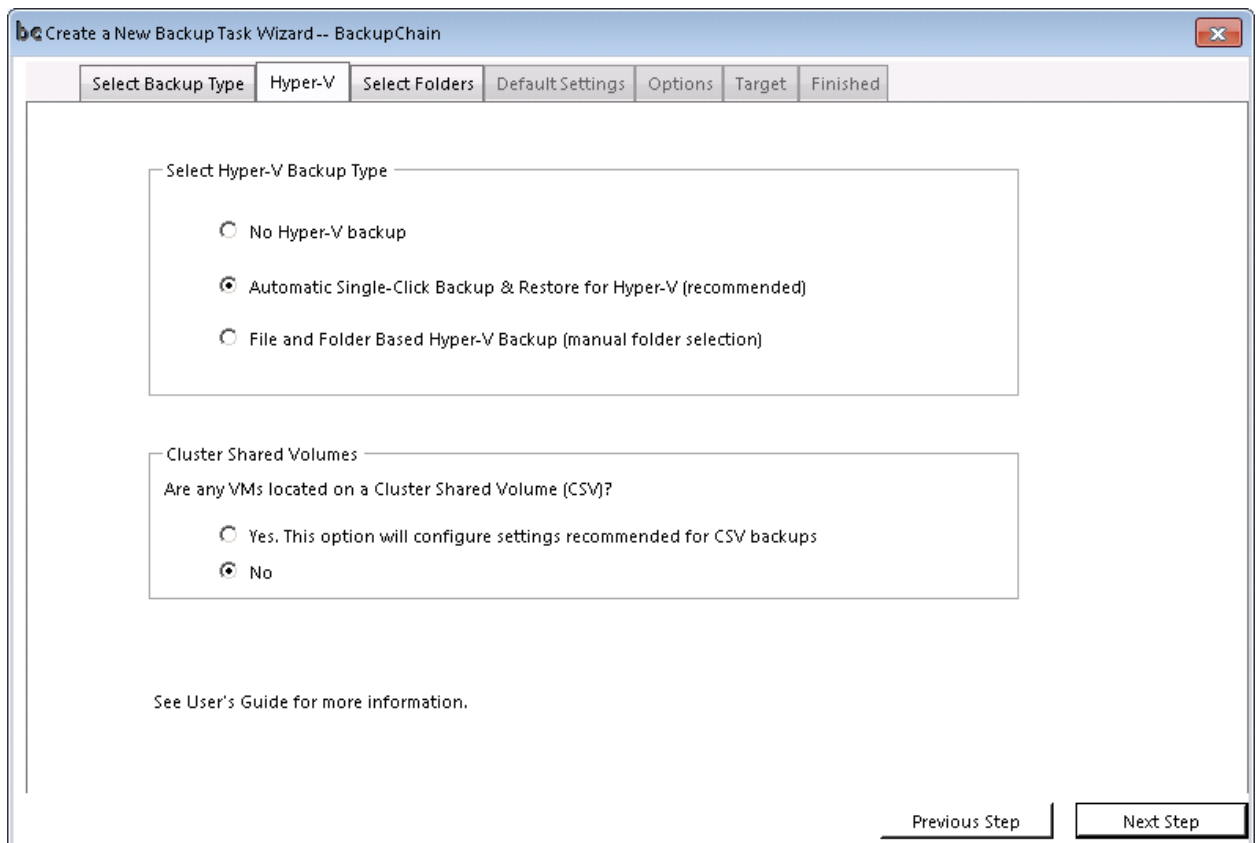 bc Create a New Backup Task Wizard -- BackupChain
Select Backup Type Hyper-V Select Folders Default Settings Options Target Finished
Select Hyper-V Backup Type
No Hyper-V backup
Automatic Single-Click Backup & Restore for Hyper-V (recommended)
File and Folder Based Hyper-V Backup (manual folder selection)
Cluster Shared Volumes
Are any VMs located on a Cluster Shared Volume (CSV)?
Yes. This option will configure settings recommended for CSV backups
No
See User's Guide for more information.
Previous Step Next Step